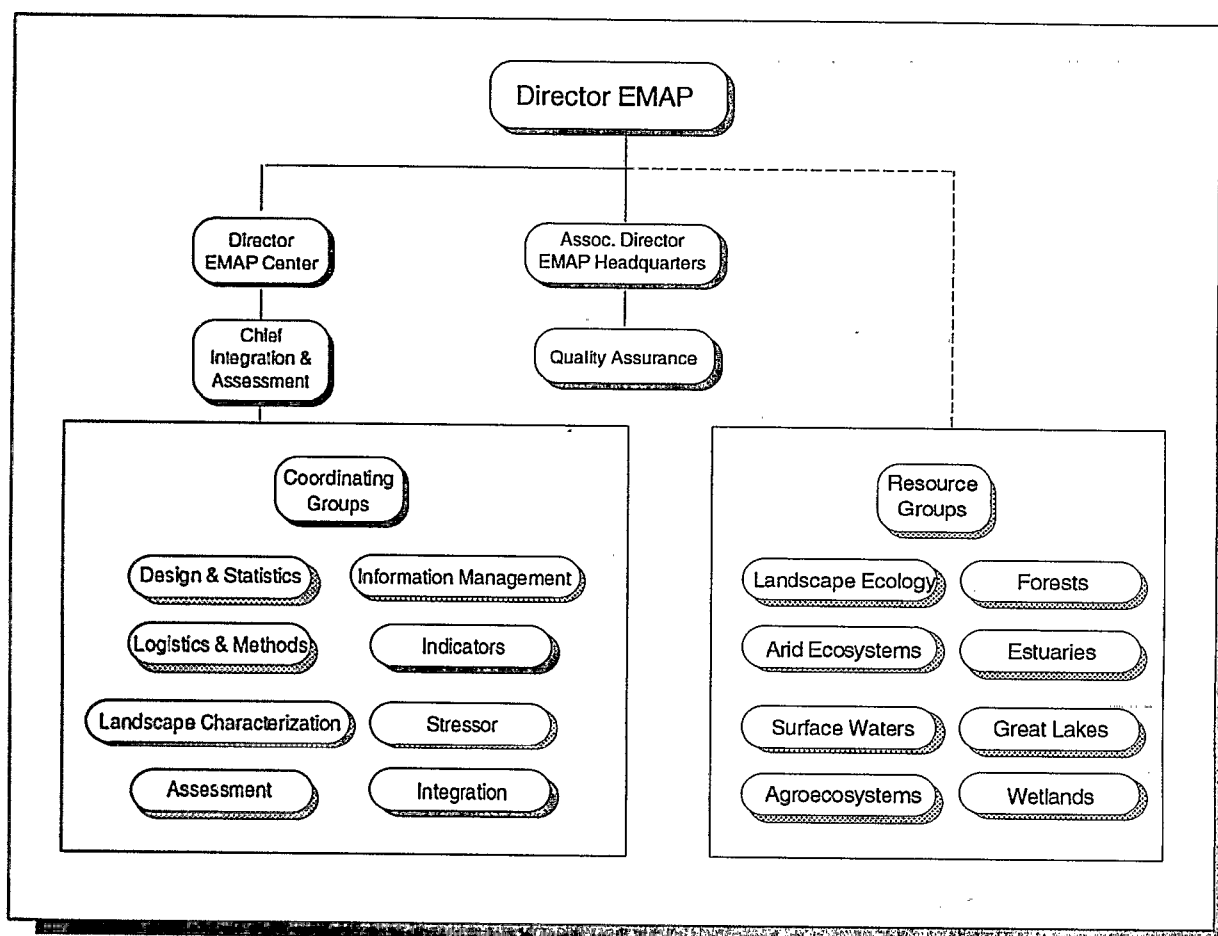 Director EMAP
Director
EMAP Center
Assoc. Director
EMAP Headquarters
Chief
Integration &
Assessment
Quality Assurance
Coordinating
Groups
Design & Statistics
Information Management
Logistics & Methods
Indicators
Landscape Characterization
Stressor
Assessment
Integration
Resource
Groups
Landscape Ecology
Forests
Arid Ecosystems
Estuaries
Surface Waters
Great Lakes
Agroecosystems
Wetlands